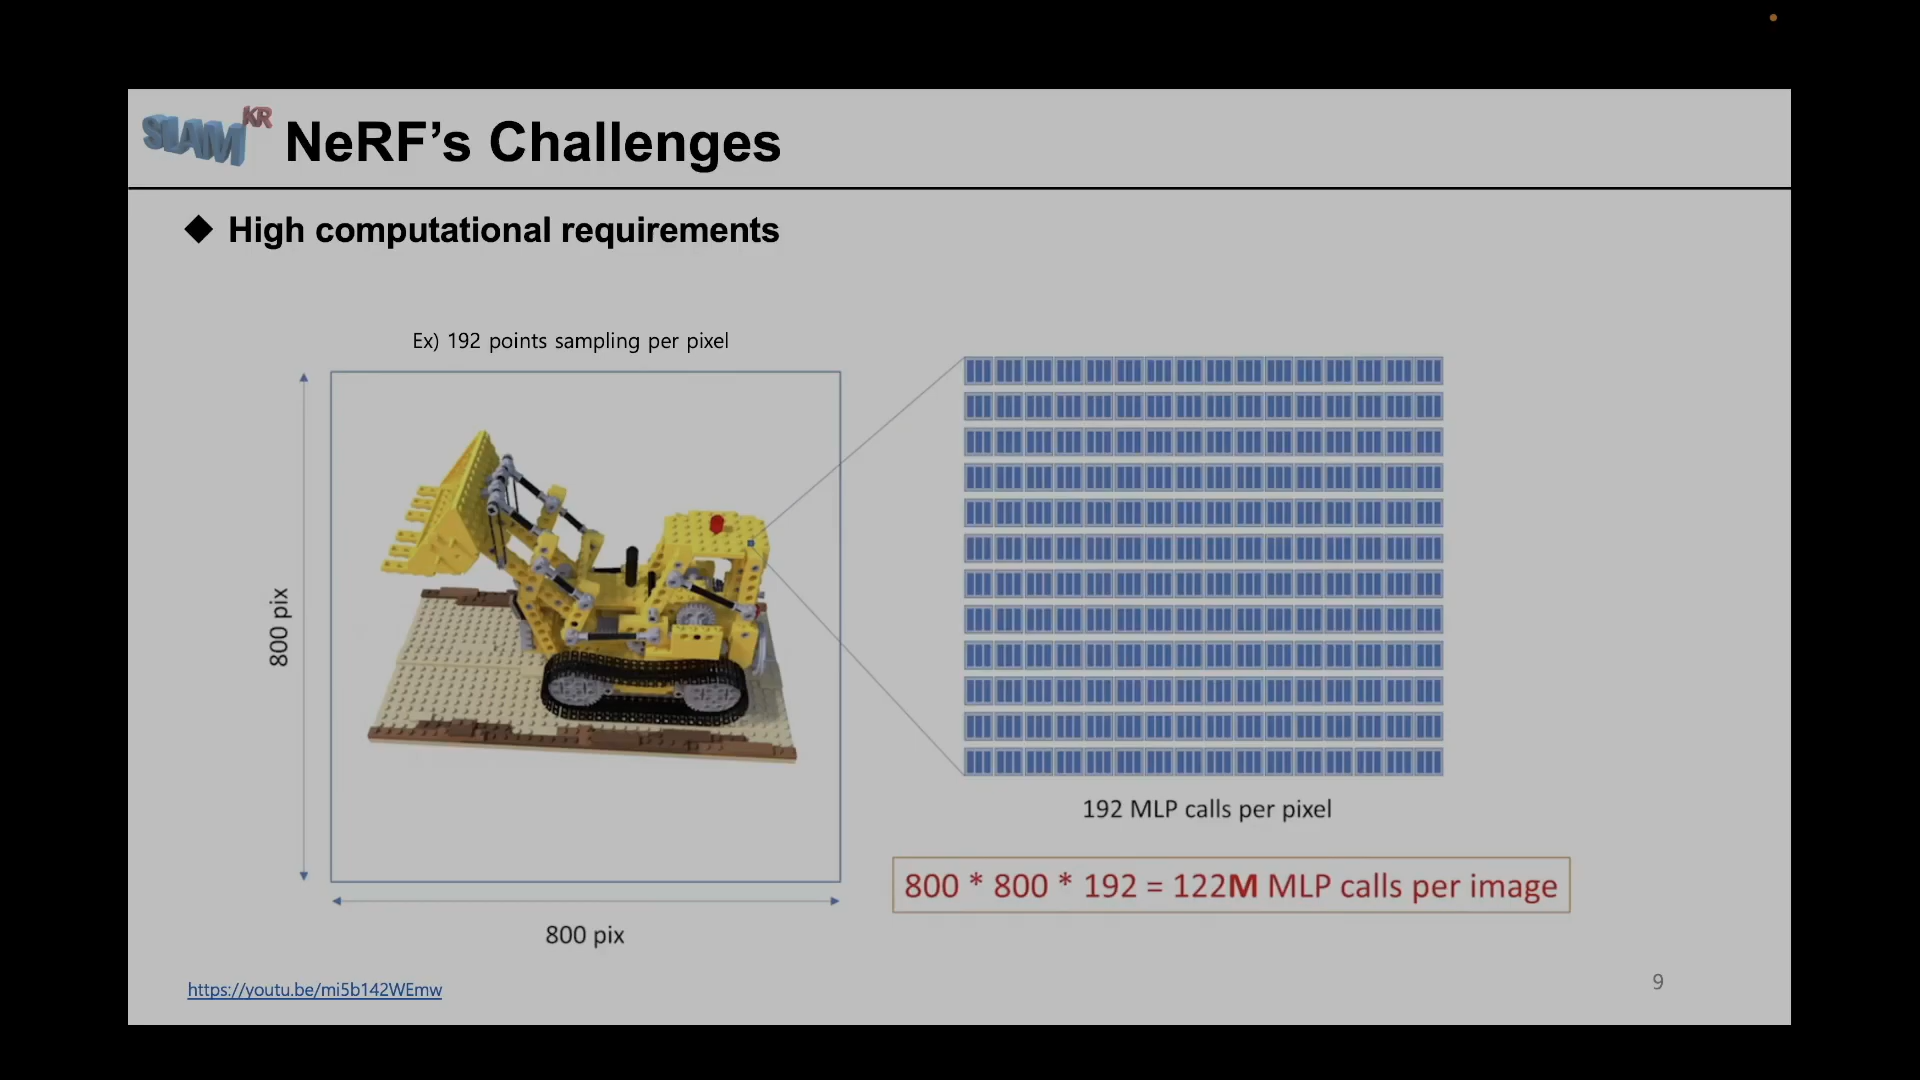 SLAM KR
NeRF’s Challenges
◆ High computational requirements
Ex) 192 points sampling per pixel
800 pix
800 pix
192 MLP calls per pixel
800 * 800 * 192 = 122M MLP calls per image
https://youtu.be/mi5b142WEmw
9